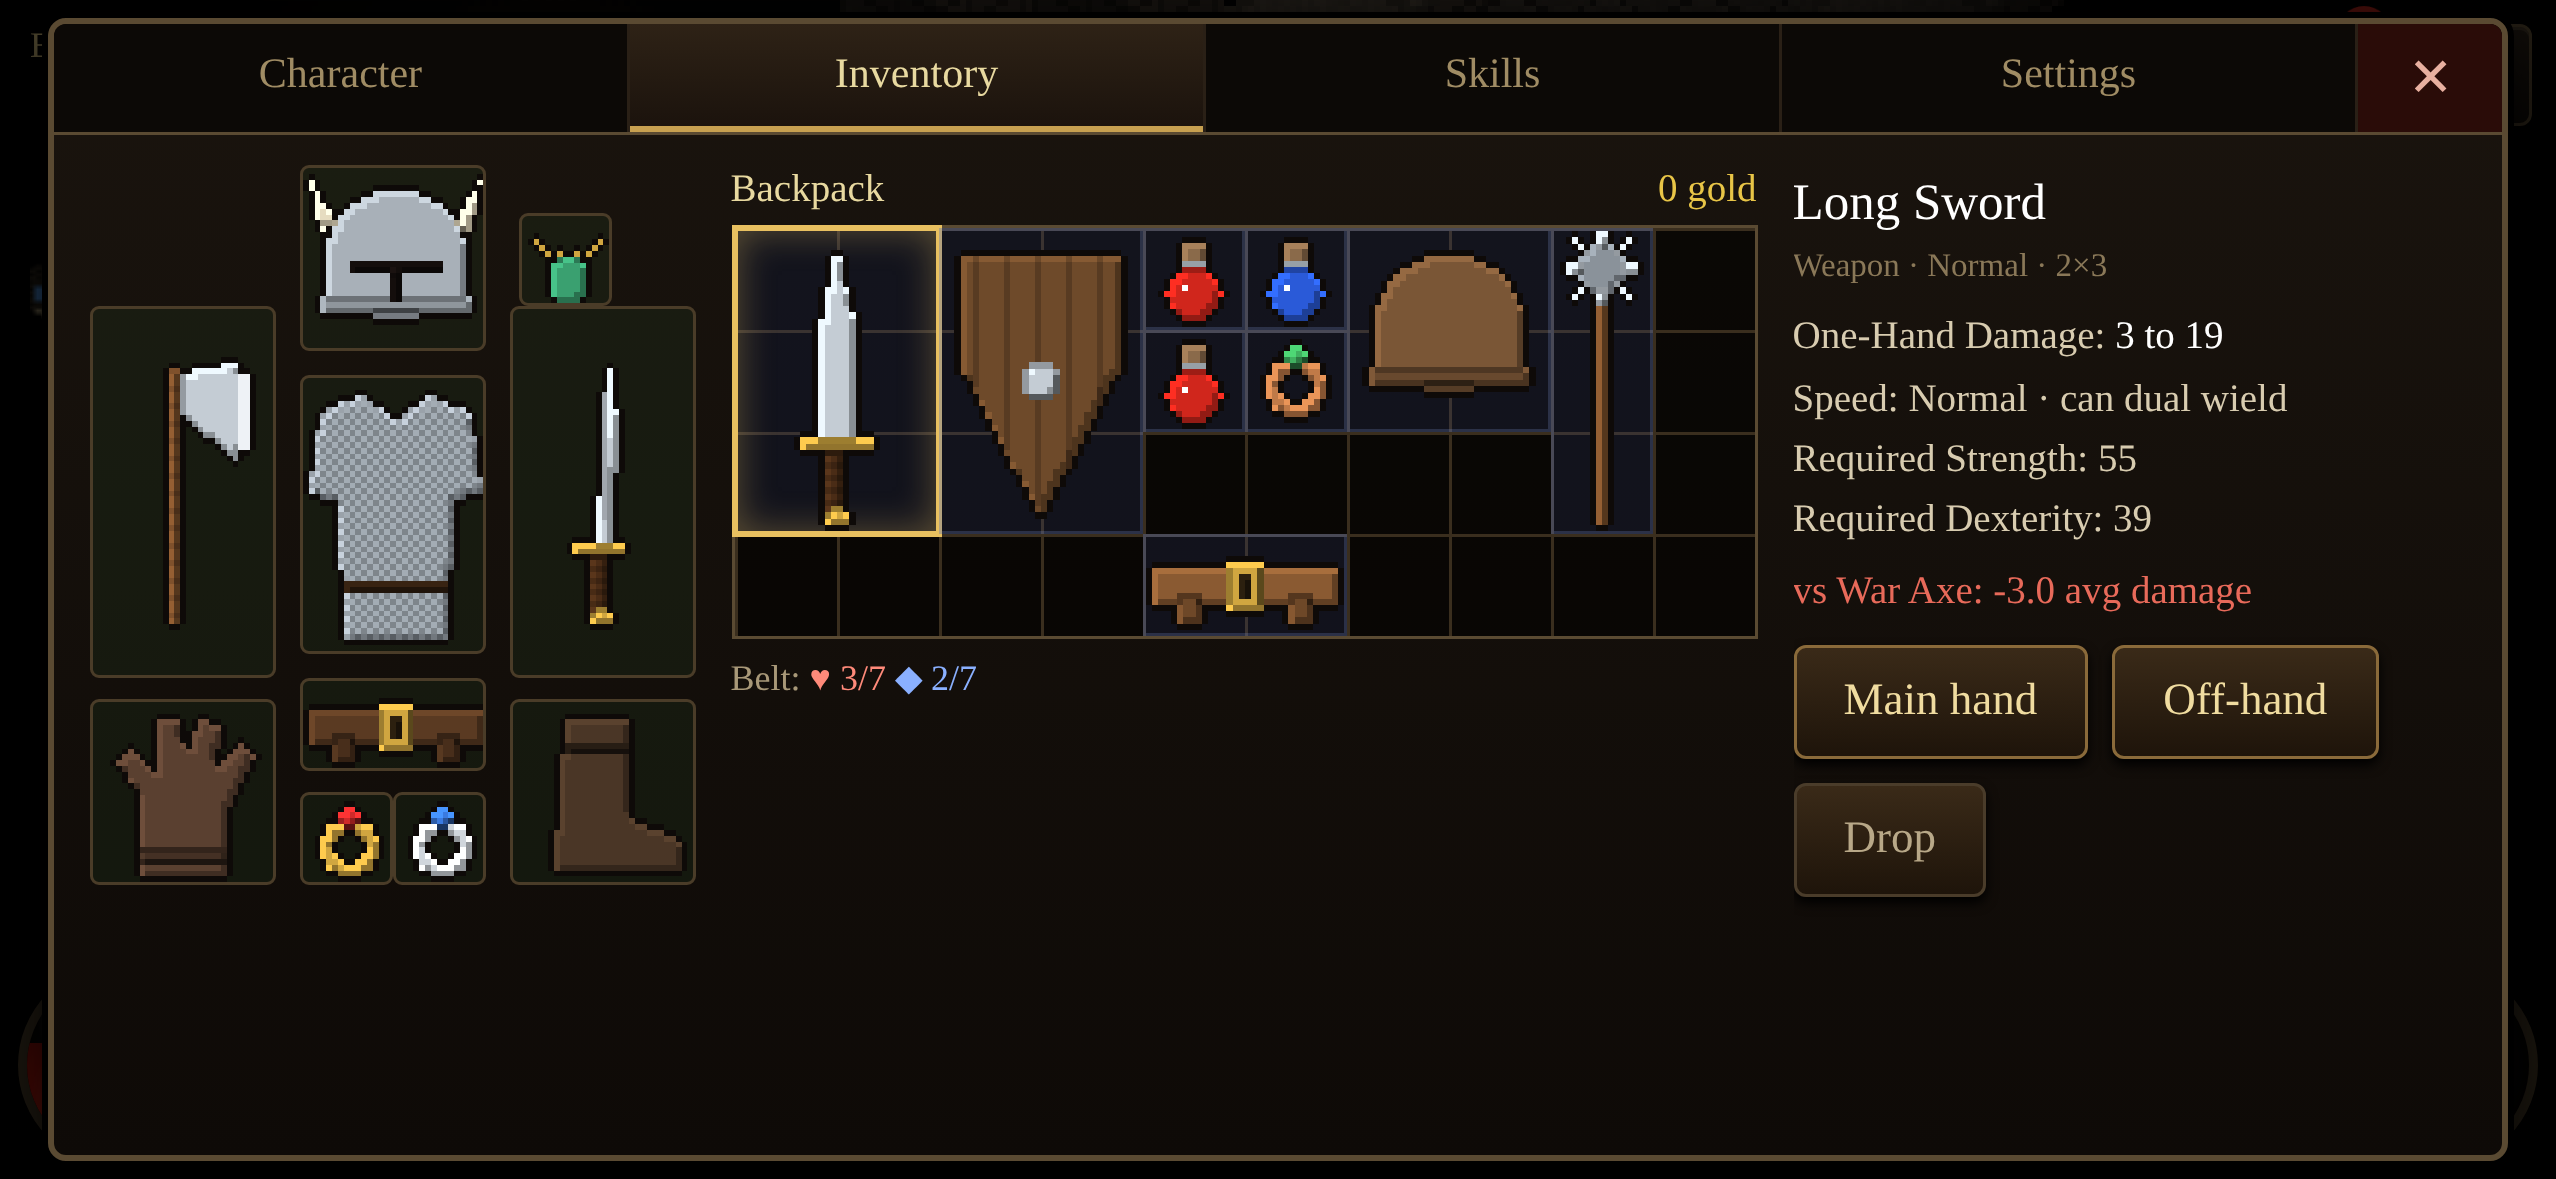 Character
Inventory
Skills
Settings
✕
Backpack
0 gold
Belt: ♥ 3/7 ◆ 2/7
Long Sword
Weapon · Normal · 2×3
One-Hand Damage: 3 to 19
Speed: Normal · can dual wield
Required Strength: 55
Required Dexterity: 39
vs War Axe: -3.0 avg damage
Main hand
Off-hand
Drop